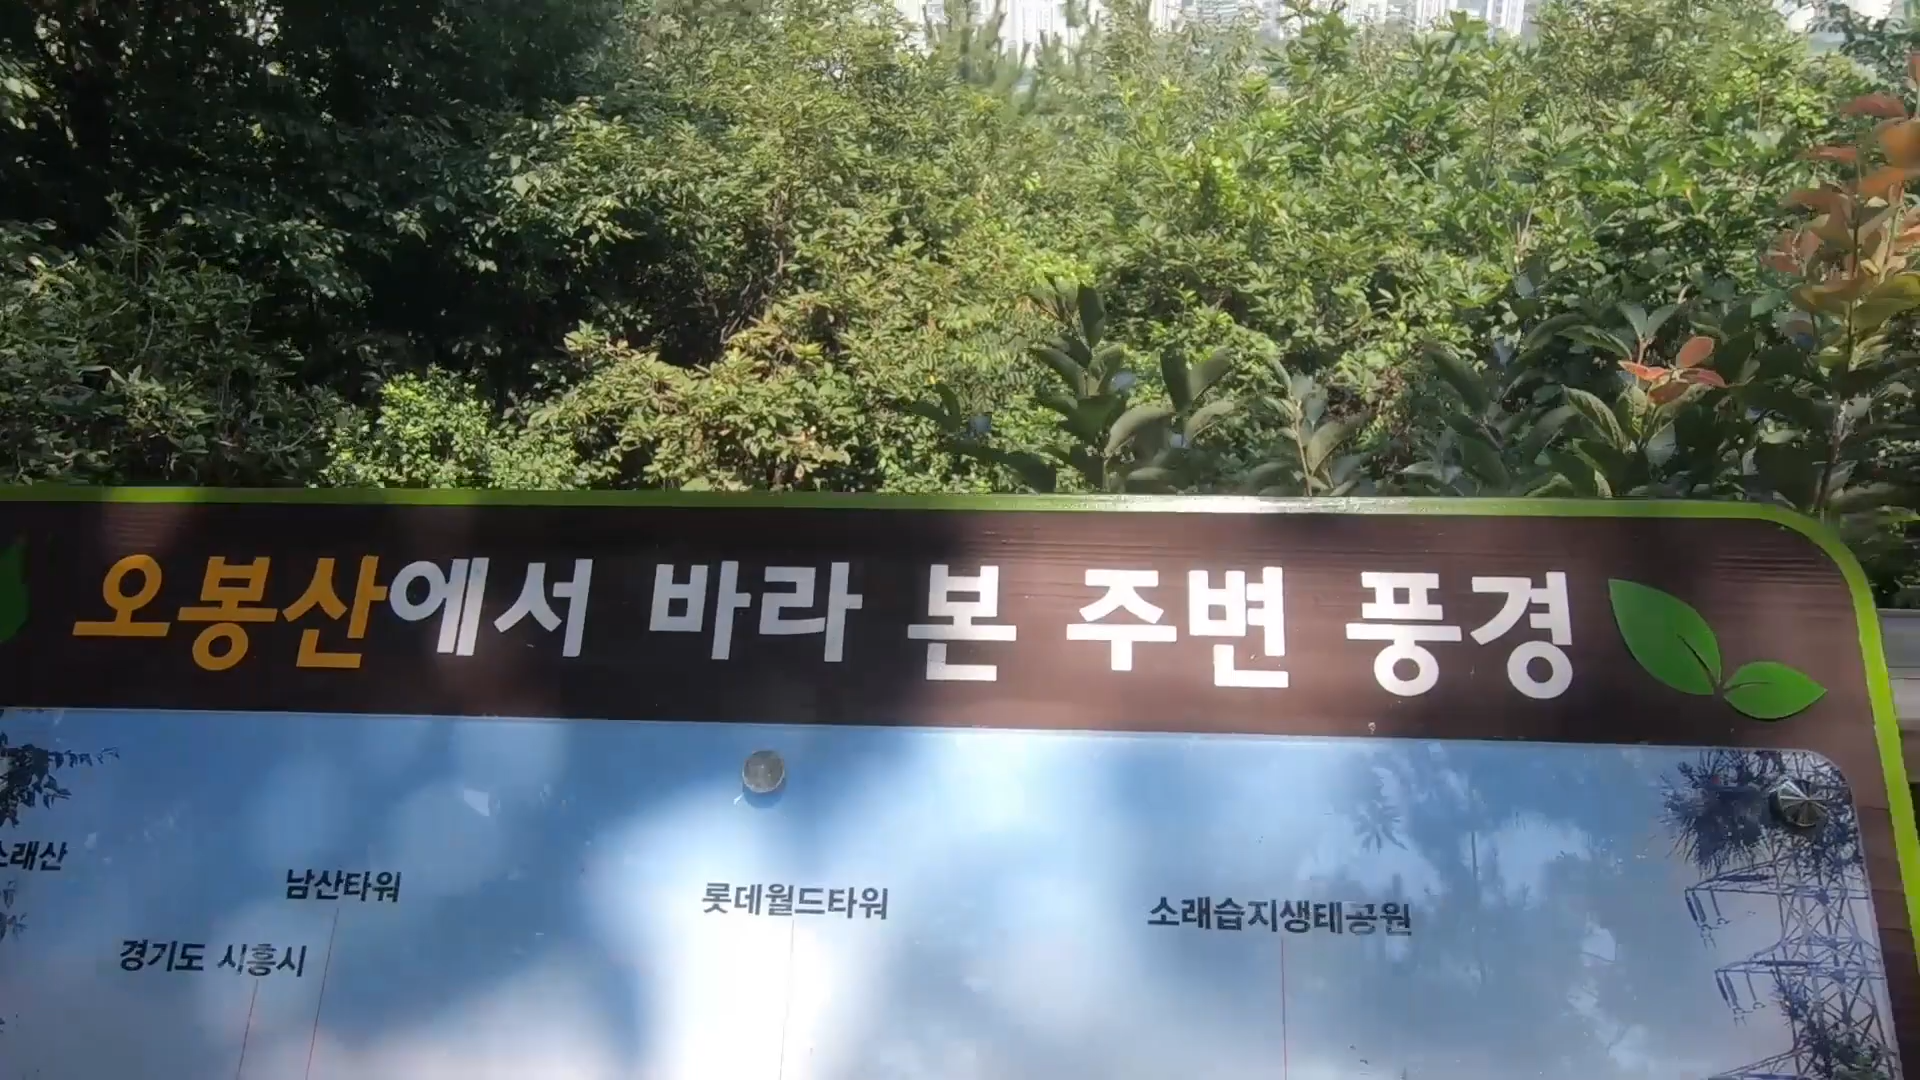 오봉산에서 바라 본 주변 풍경
소래산
남산타워
롯데월드타워
소래습지생태공원
경기도 시흥시